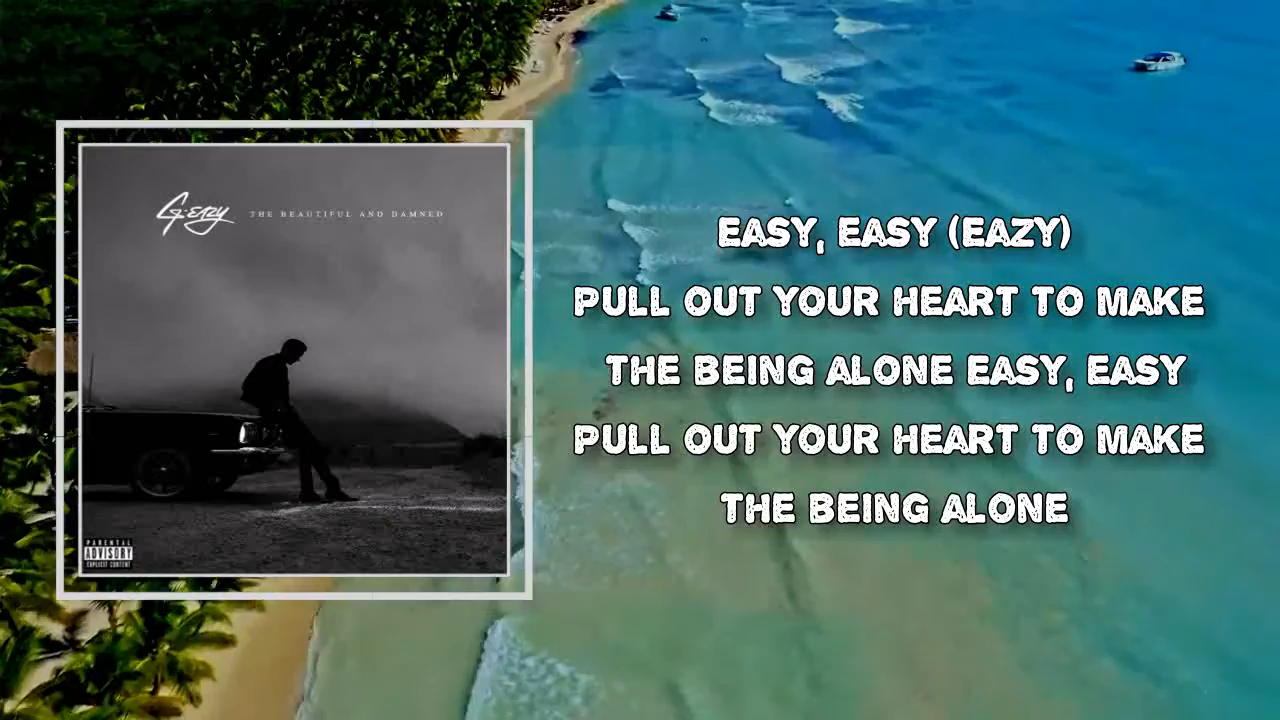 G-Eazy THE BEAUTIFUL AND DAMNED
PARENTAL
ADVISORY
EXPLICIT CONTENT
EASY, EASY (EAZY)
PULL OUT YOUR HEART TO MAKE
THE BEING ALONE EASY, EASY
PULL OUT YOUR HEART TO MAKE
THE BEING ALONE